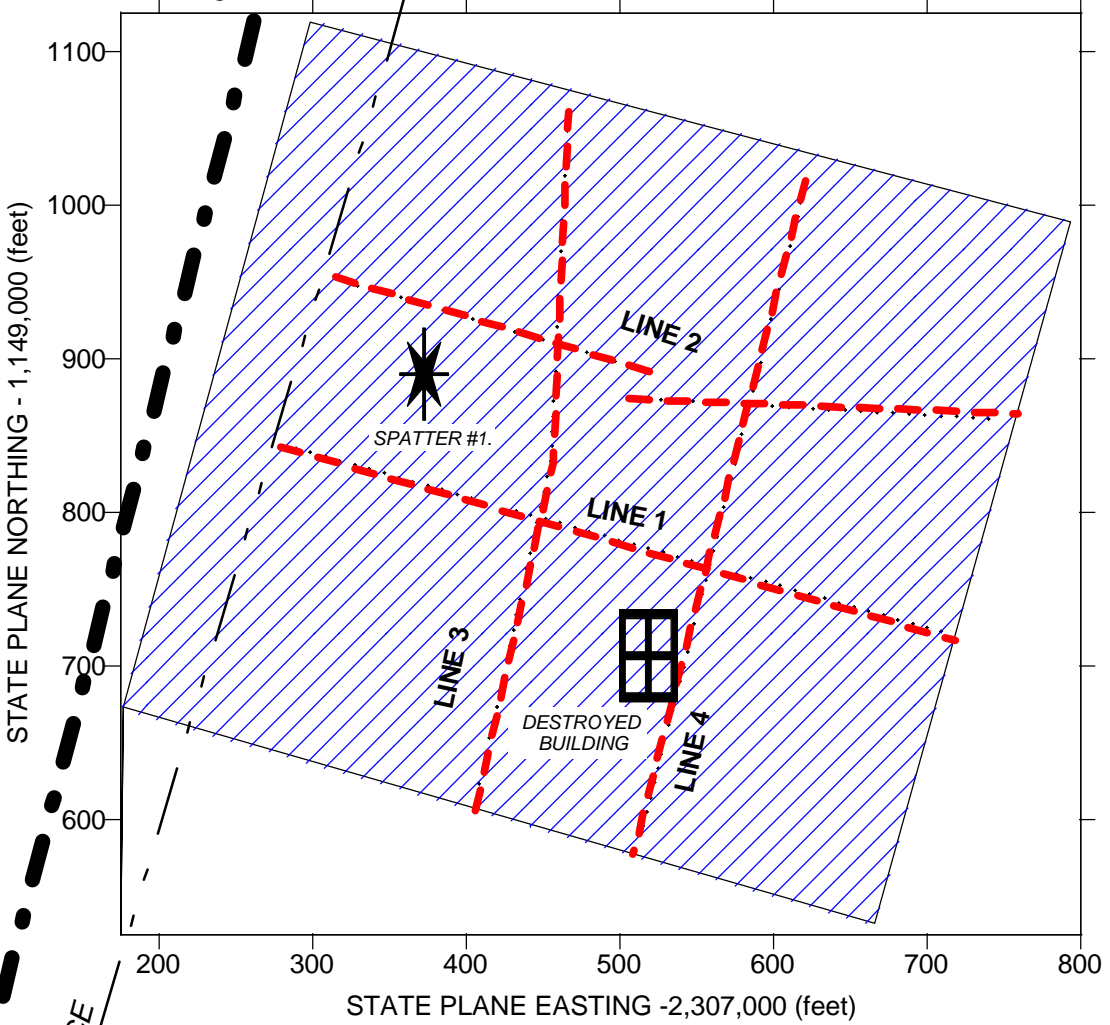 1100
1000
900
800
700
600
STATE PLANE NORTHING - 1,149,000 (feet)
LINE 2
SPATTER #1.
LINE 1
LINE 3
DESTROYED
BUILDING
LINE 4
200 300 400 500 600 700 800
STATE PLANE EASTING -2,307,000 (feet)